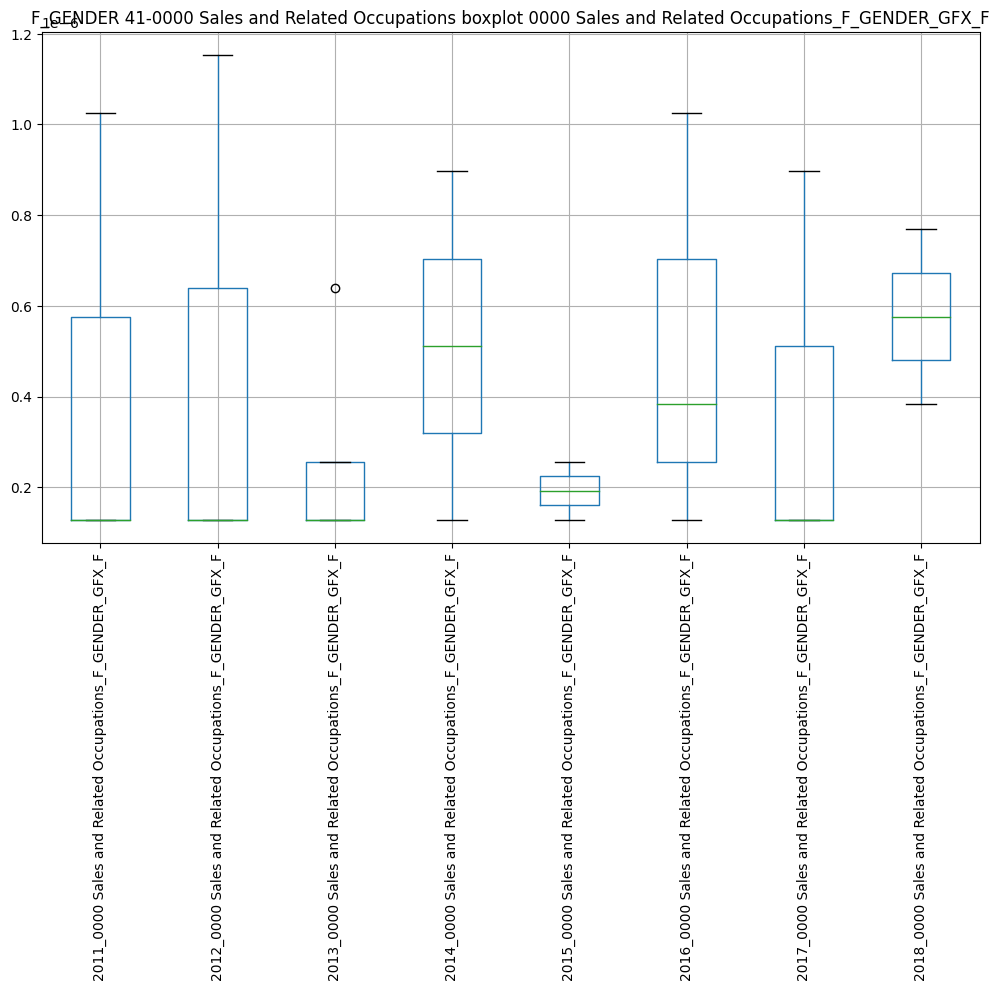 F_GENDER 41-0000 Sales and Related Occupations boxplot 0000 Sales and Related Occupations_F_GENDER_GFX_F
1e−6
1.2
1.0
0.8
0.6
0.4
0.2
2011_0000 Sales and Related Occupations_F_GENDER_GFX_F
2012_0000 Sales and Related Occupations_F_GENDER_GFX_F
2013_0000 Sales and Related Occupations_F_GENDER_GFX_F
2014_0000 Sales and Related Occupations_F_GENDER_GFX_F
2015_0000 Sales and Related Occupations_F_GENDER_GFX_F
2016_0000 Sales and Related Occupations_F_GENDER_GFX_F
2017_0000 Sales and Related Occupations_F_GENDER_GFX_F
2018_0000 Sales and Related Occupations_F_GENDER_GFX_F